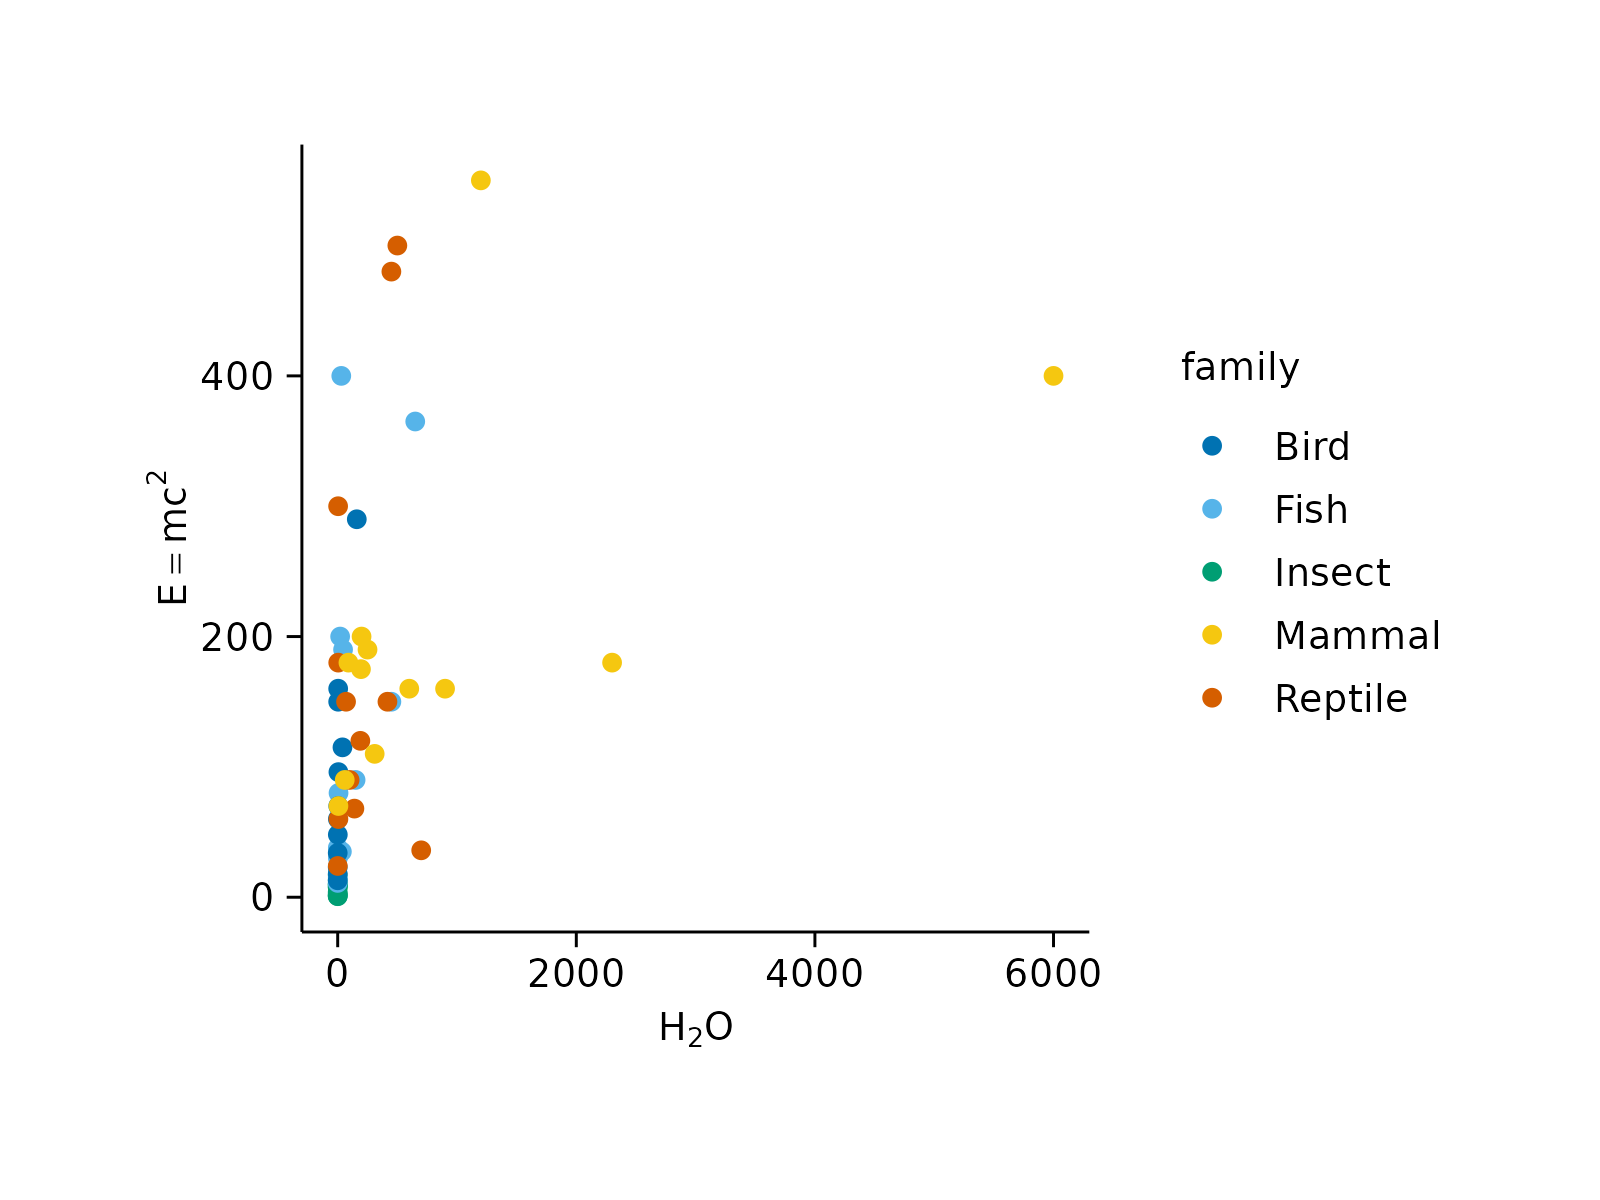 400
200
0
0 2000 4000 6000
H₂O
E = mc²
family
Bird
Fish
Insect
Mammal
Reptile